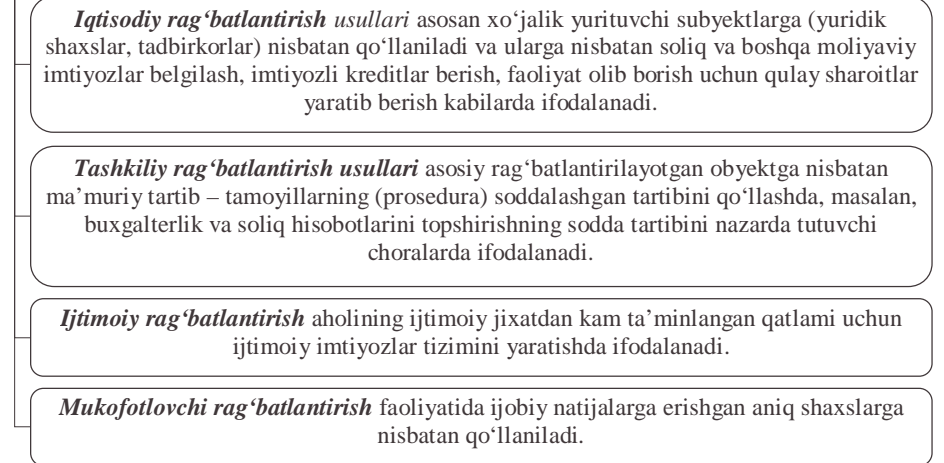 Iqtisodiy rag‘batlantirish usullari asosan xo‘jalik yurituvchi subyektlarga (yuridik
shaxslar, tadbirkorlar) nisbatan qo‘llaniladi va ularga nisbatan soliq va boshqa moliyaviy
imtiyozlar belgilash, imtiyozli kreditlar berish, faoliyat olib borish uchun qulay sharoitlar
yaratib berish kabilarda ifodalanadi.
Tashkiliy rag‘batlantirish usullari asosiy rag‘batlantirilayotgan obyektga nisbatan
ma’muriy tartib – tamoyillarning (prosedura) soddalashgan tartibini qo‘llashda, masalan,
buxgalterlik va soliq hisobotlarini topshirishning sodda tartibini nazarda tutuvchi
choralarda ifodalanadi.
Ijtimoiy rag‘batlantirish aholining ijtimoiy jixatdan kam ta’minlangan qatlami uchun
ijtimoiy imtiyozlar tizimini yaratishda ifodalanadi.
Mukofotlovchi rag‘batlantirish faoliyatida ijobiy natijalarga erishgan aniq shaxslarga
nisbatan qo‘llaniladi.